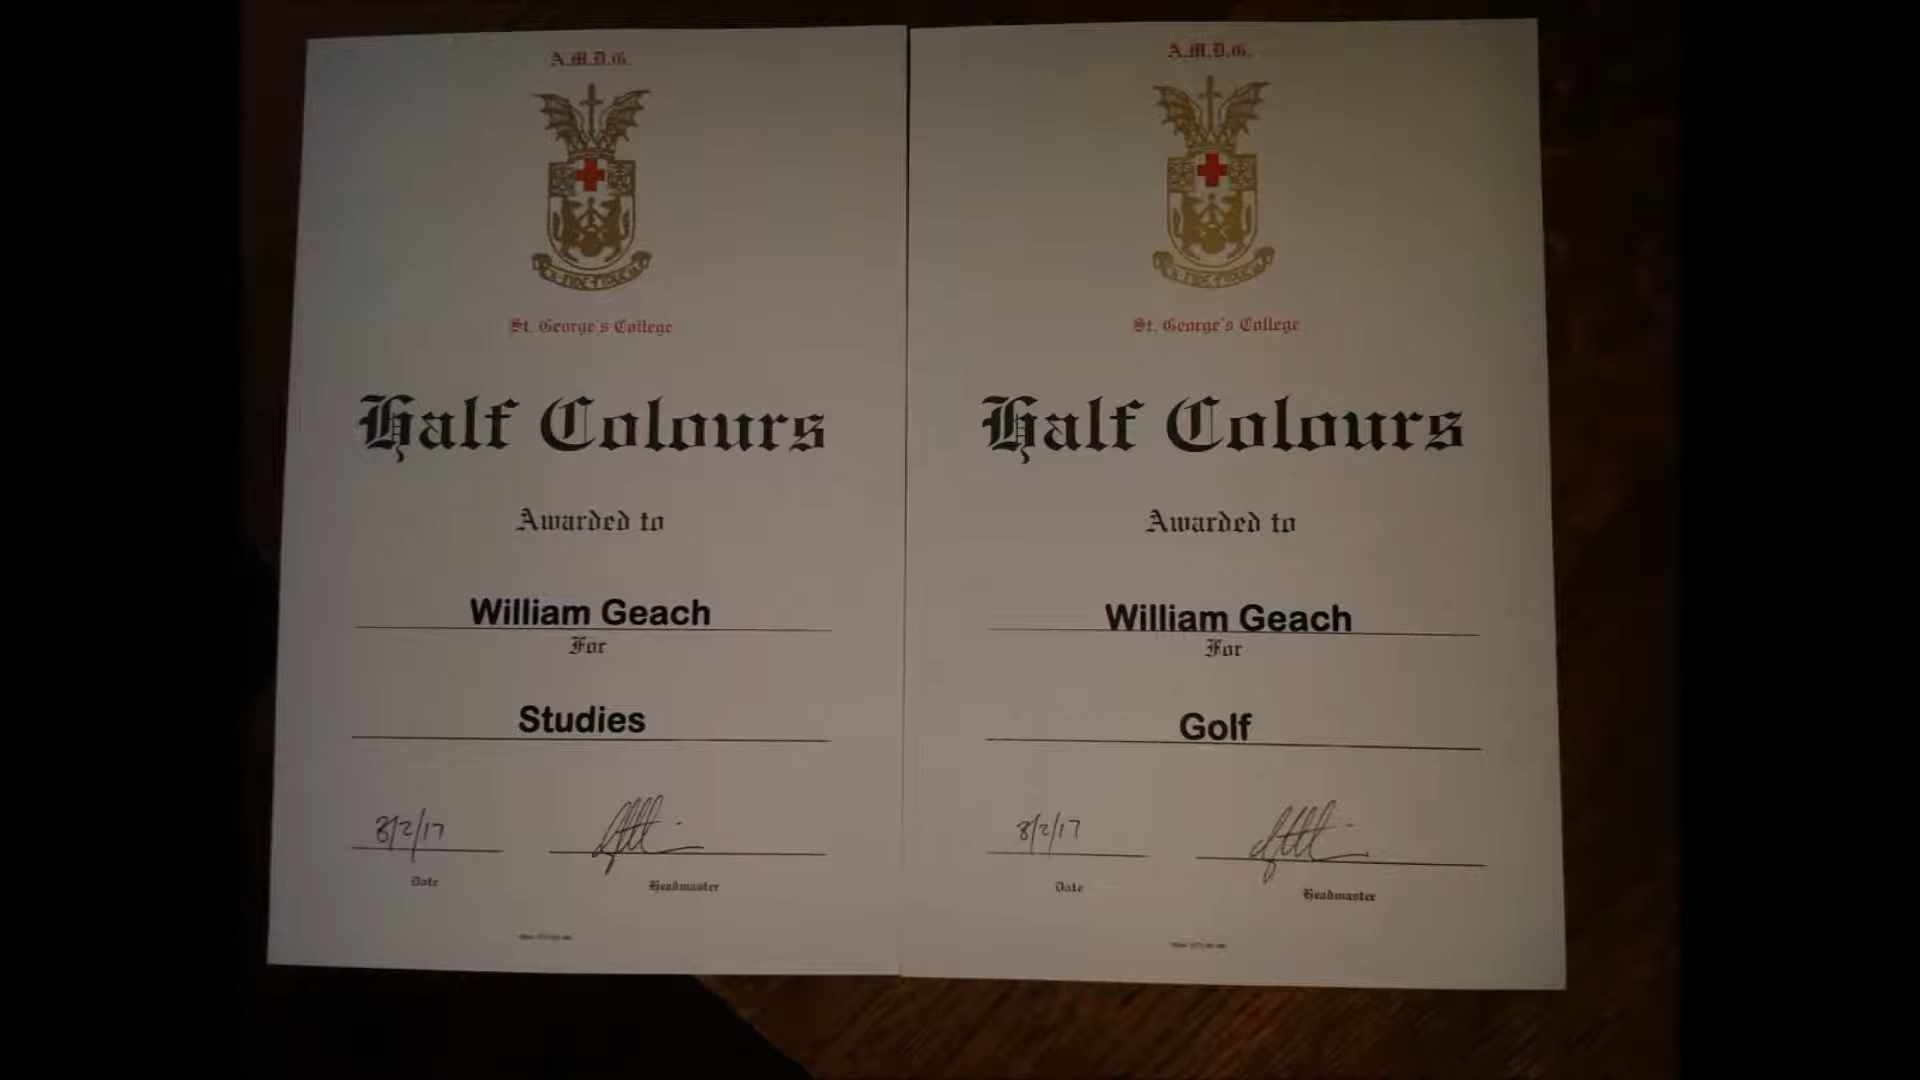 A.M.D.G.
St. George's College
Half Colours
Awarded to
William Geach
For
Studies
8/2/17
Date
Headmaster
A.M.D.G.
St. George's College
Half Colours
Awarded to
William Geach
For
Golf
8/2/17
Date
Headmaster